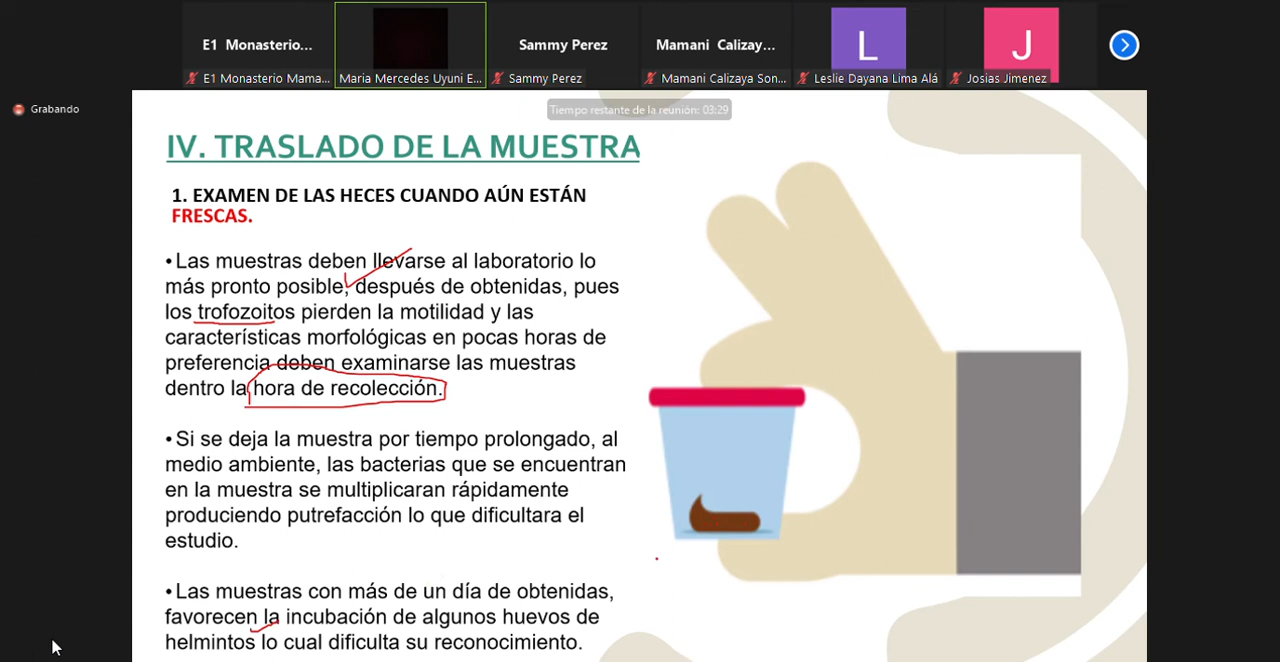 E1 Monasterio...
Sammy Perez
Mamani Calizay...
L
J
E1 Monasterio Mama...
Maria Mercedes Uyuni E...
Sammy Perez
Mamani Calizaya Son...
Leslie Dayana Lima Alá
Josias Jimenez
Grabando
Tiempo restante de la reunión: 03:29
IV. TRASLADO DE LA MUESTRA
1. EXAMEN DE LAS HECES CUANDO AÚN ESTÁN
FRESCAS.
•Las muestras deben llevarse al laboratorio lo
más pronto posible, después de obtenidas, pues
los trofozoitos pierden la motilidad y las
características morfológicas en pocas horas de
preferencia deben examinarse las muestras
dentro la hora de recolección.
•Si se deja la muestra por tiempo prolongado, al
medio ambiente, las bacterias que se encuentran
en la muestra se multiplicaran rápidamente
produciendo putrefacción lo que dificultara el
estudio.
•Las muestras con más de un día de obtenidas,
favorecen la incubación de algunos huevos de
helmintos lo cual dificulta su reconocimiento.